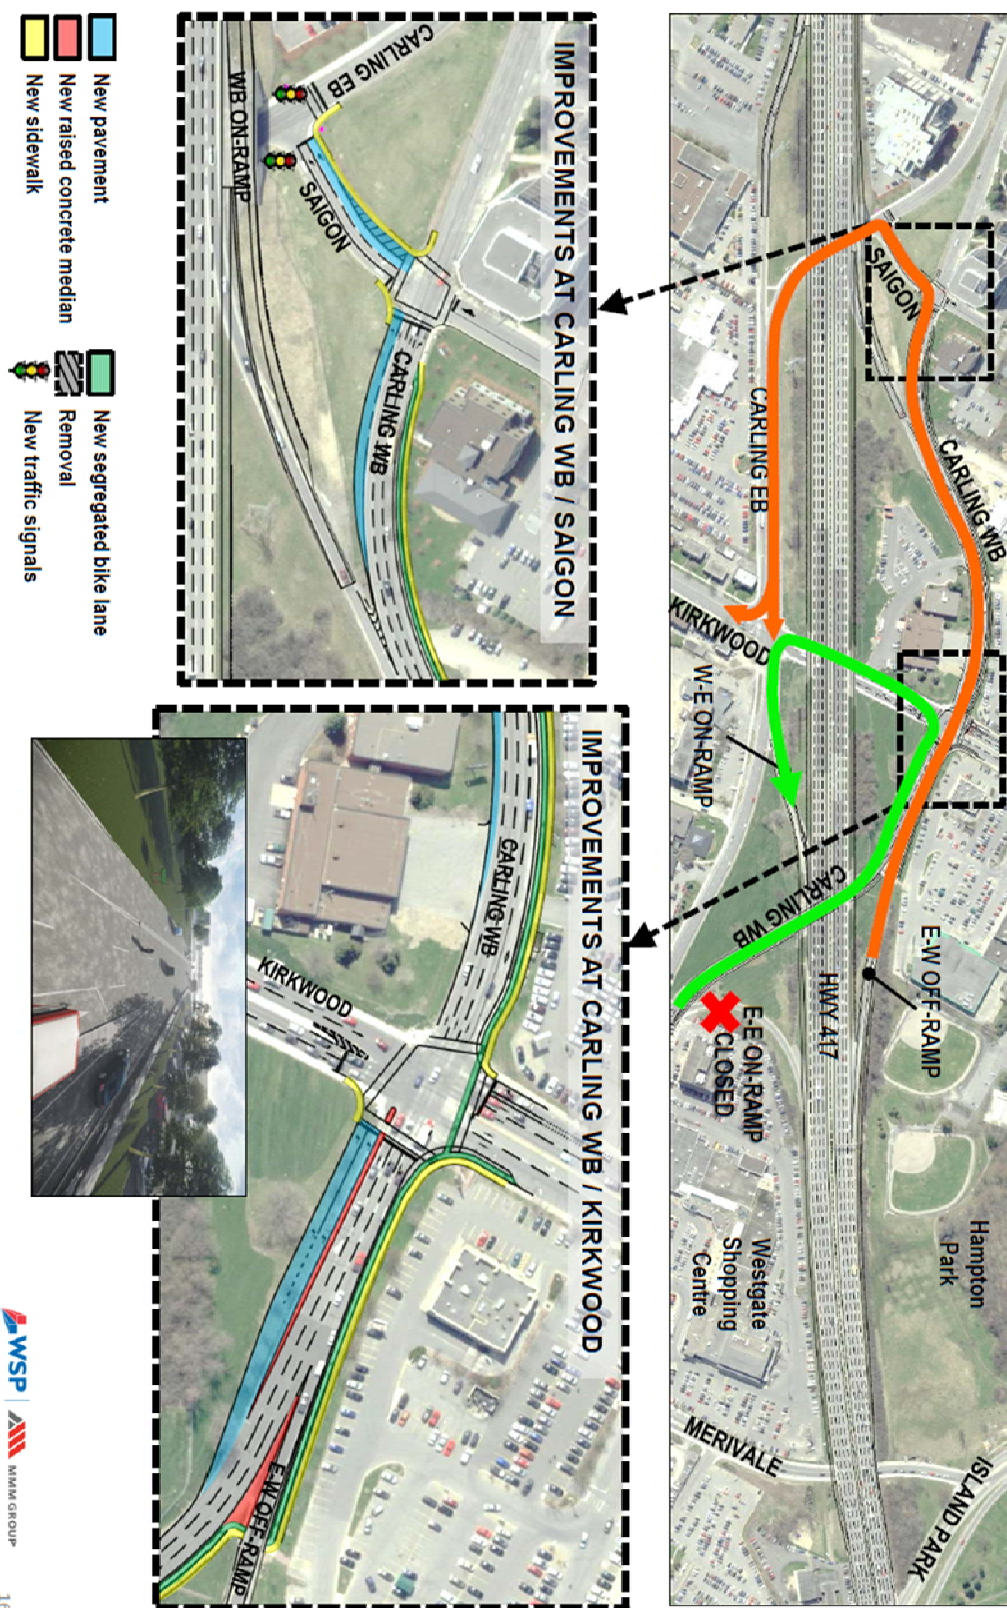 SAIGON
CARLING EB
CARLING WB
KIRKWOOD
W-E ON-RAMP
CARLING WB
E-W OFF-RAMP
HWY 417
E-E ON-RAMP
CLOSED
Hampton
Park
Westgate
Shopping
Centre
MERIVALE
ISLAND PARK
IMPROVEMENTS AT CARLING WB / SAIGON
CARLING EB
WB ON-RAMP
SAIGON
CARLING WB
IMPROVEMENTS AT CARLING WB / KIRKWOOD
CARLING WB
KIRKWOOD
E-W OFF-RAMP
New pavement
New raised concrete median
New sidewalk
New segregated bike lane
Removal
New traffic signals
WSP
MMM GROUP